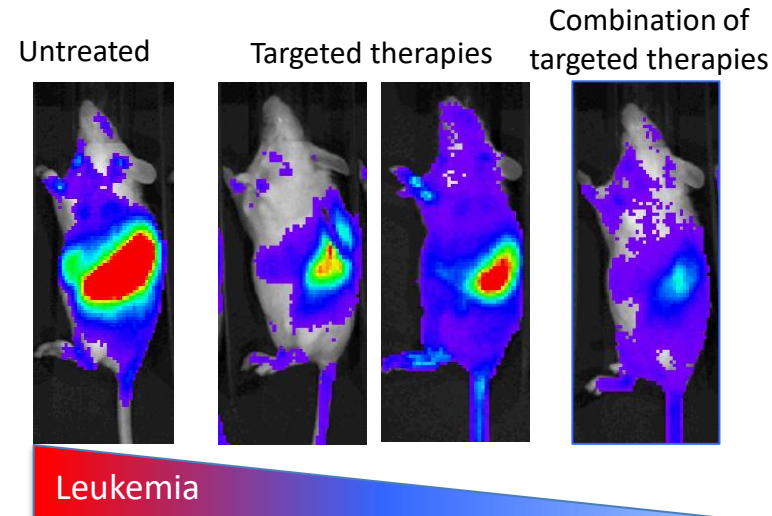 Untreated
Targeted therapies
Combination of
targeted therapies
Leukemia